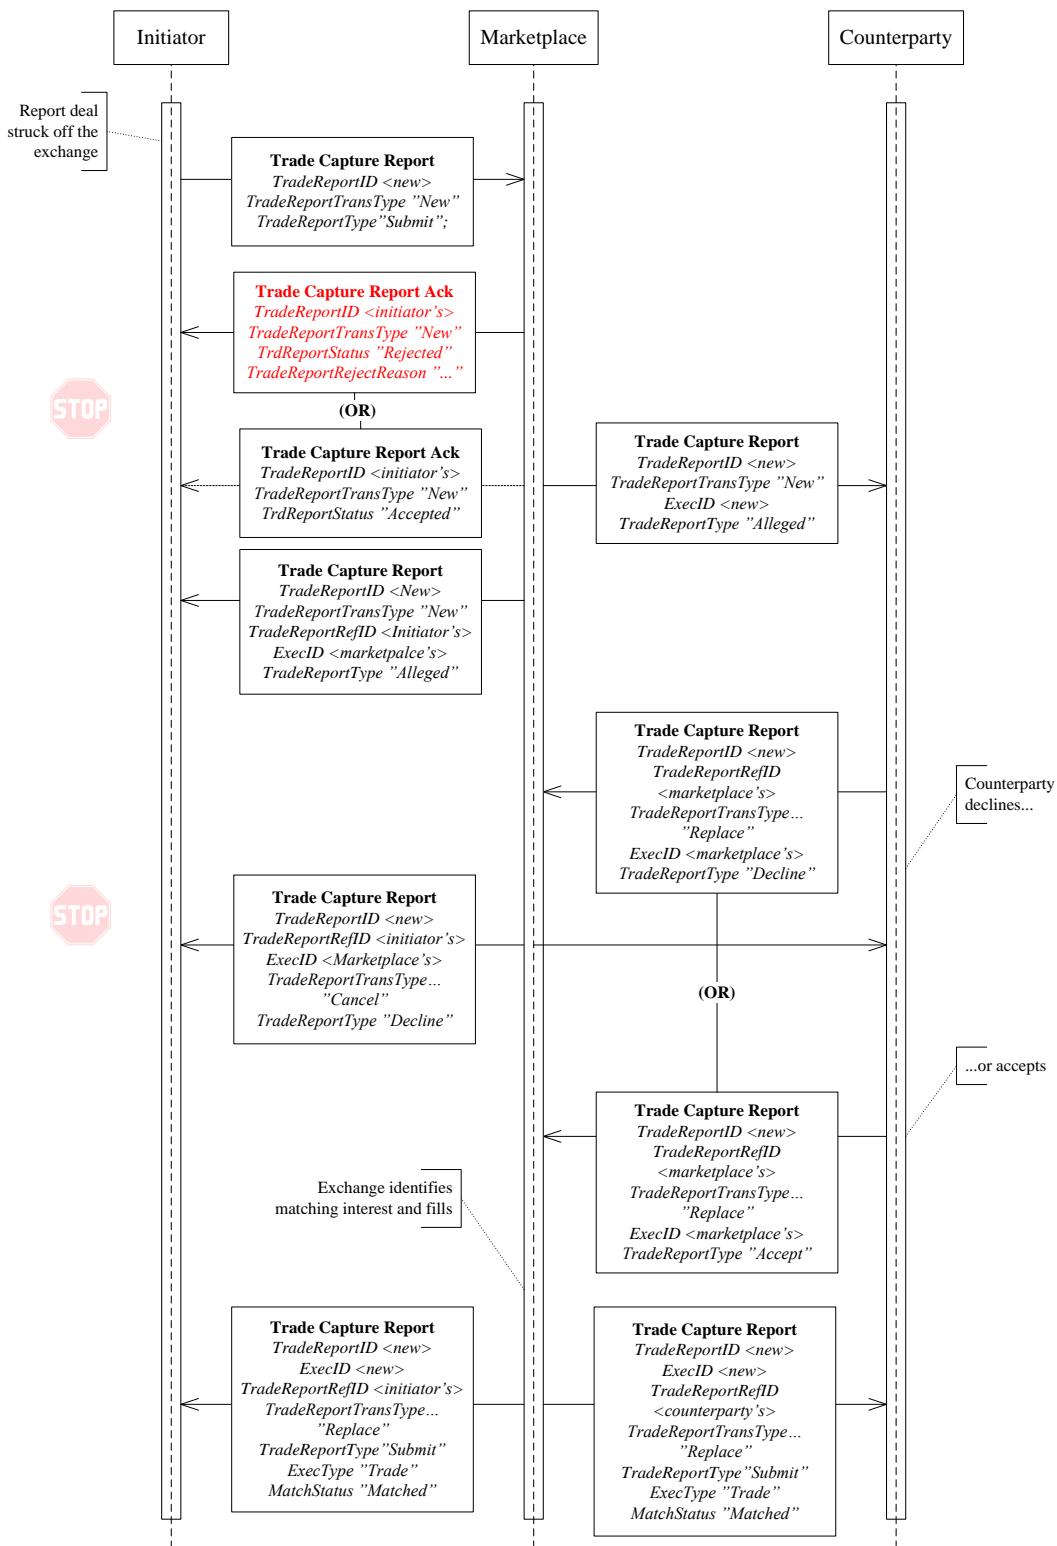 Initiator
Marketplace
Counterparty
Report deal
struck off the
exchange
Trade Capture Report
TradeReportID <new>
TradeReportTransType ”New”
TradeReportType”Submit”;
Trade Capture Report Ack
TradeReportID <initiator’s>
TradeReportTransType ”New”
TrdReportStatus ”Rejected”
TradeReportRejectReason ”...”
STOP
(OR)
Trade Capture Report Ack
TradeReportID <initiator’s>
TradeReportTransType ”New”
TrdReportStatus ”Accepted”
Trade Capture Report
TradeReportID <new>
TradeReportTransType ”New”
ExecID <new>
TradeReportType ”Alleged”
Trade Capture Report
TradeReportID <New>
TradeReportTransType ”New”
TradeReportRefID <Initiator’s>
ExecID <marketpalce’s>
TradeReportType ”Alleged”
Trade Capture Report
TradeReportID <new>
TradeReportRefID
<marketplace’s>
TradeReportTransType…
”Replace”
ExecID <marketplace’s>
TradeReportType ”Decline”
Counterparty
declines...
STOP
Trade Capture Report
TradeReportID <new>
TradeReportRefID <initiator’s>
ExecID <Marketplace’s>
TradeReportTransType…
”Cancel”
TradeReportType ”Decline”
(OR)
...or accepts
Trade Capture Report
TradeReportID <new>
TradeReportRefID
<marketplace’s>
TradeReportTransType…
”Replace”
ExecID <marketplace’s>
TradeReportType ”Accept”
Exchange identifies
matching interest and fills
Trade Capture Report
TradeReportID <new>
ExecID <new>
TradeReportRefID <initiator’s>
TradeReportTransType…
”Replace”
TradeReportType”Submit”
ExecType ”Trade”
MatchStatus ”Matched”
Trade Capture Report
TradeReportID <new>
ExecID <new>
TradeReportRefID
<counterparty’s>
TradeReportTransType…
”Replace”
TradeReportType”Submit”
ExecType ”Trade”
MatchStatus ”Matched”